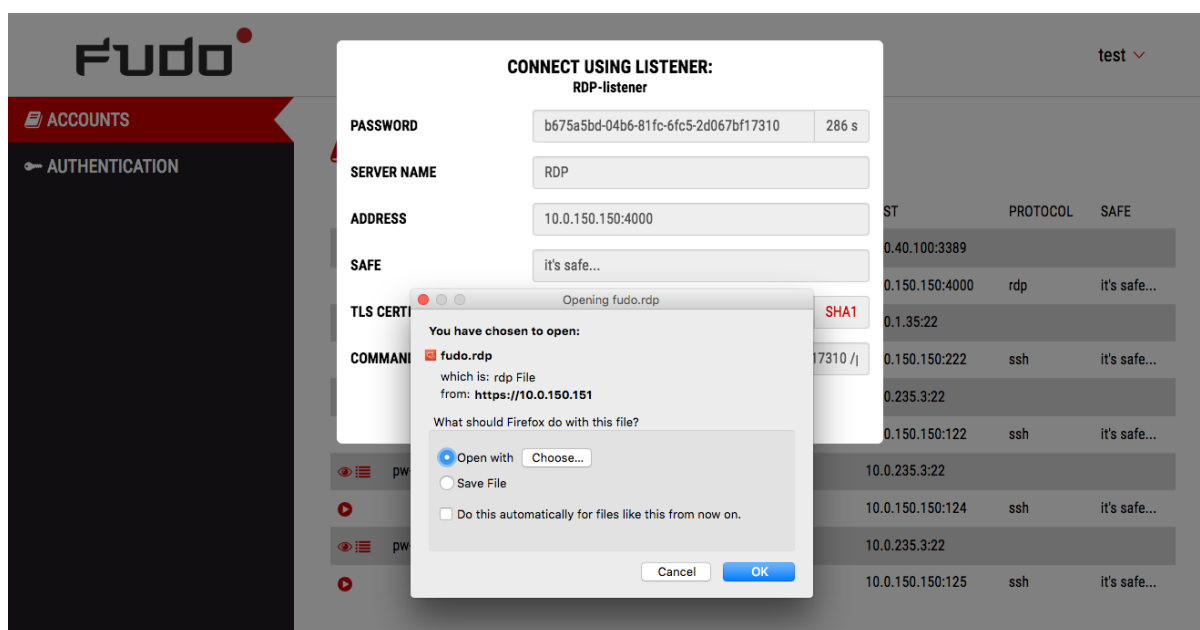 FUDO
test
ACCOUNTS
AUTHENTICATION
CONNECT USING LISTENER:
RDP-listener
PASSWORD b675a5bd-04b6-81fc-6fc5-2d067bf17310 286 s
SERVER NAME RDP
ADDRESS 10.0.150.150:4000
SAFE it's safe...
TLS CERTI SHA1
COMMAND 17310 /p
ST PROTOCOL SAFE
0.40.100:3389
0.150.150:4000 rdp it's safe...
0.1.35:22
0.150.150:222 ssh it's safe...
0.235.3:22
0.150.150:122 ssh it's safe...
pw- 10.0.235.3:22
10.0.150.150:124 ssh it's safe...
pw- 10.0.235.3:22
10.0.150.150:125 ssh it's safe...
Opening fudo.rdp
You have chosen to open:
fudo.rdp
which is: rdp File
from: https://10.0.150.151
What should Firefox do with this file?
Open with Choose...
Save File
Do this automatically for files like this from now on.
Cancel OK